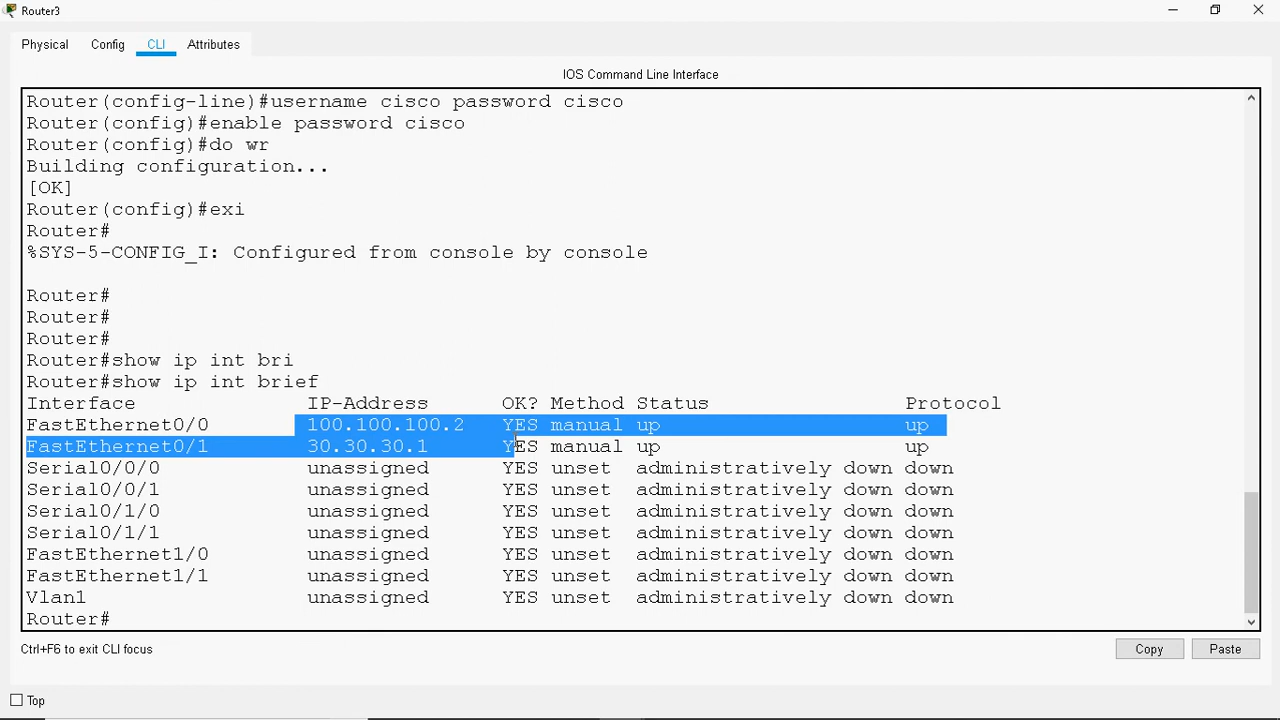 Router3
Physical Config CLI Attributes
IOS Command Line Interface
Router(config-line)#username cisco password cisco
Router(config)#enable password cisco
Router(config)#do wr
Building configuration...
[OK]
Router(config)#exi
Router#
%SYS-5-CONFIG_I: Configured from console by console
Router#
Router#
Router#
Router#show ip int bri
Router#show ip int brief
Interface IP-Address OK? Method Status Protocol
FastEthernet0/0 100.100.100.2 YES manual up up
FastEthernet0/1 30.30.30.1 YES manual up up
Serial0/0/0 unassigned YES unset administratively down down
Serial0/0/1 unassigned YES unset administratively down down
Serial0/1/0 unassigned YES unset administratively down down
Serial0/1/1 unassigned YES unset administratively down down
FastEthernet1/0 unassigned YES unset administratively down down
FastEthernet1/1 unassigned YES unset administratively down down
Vlan1 unassigned YES unset administratively down down
Router#
Ctrl+F6 to exit CLI focus
Copy Paste
Top